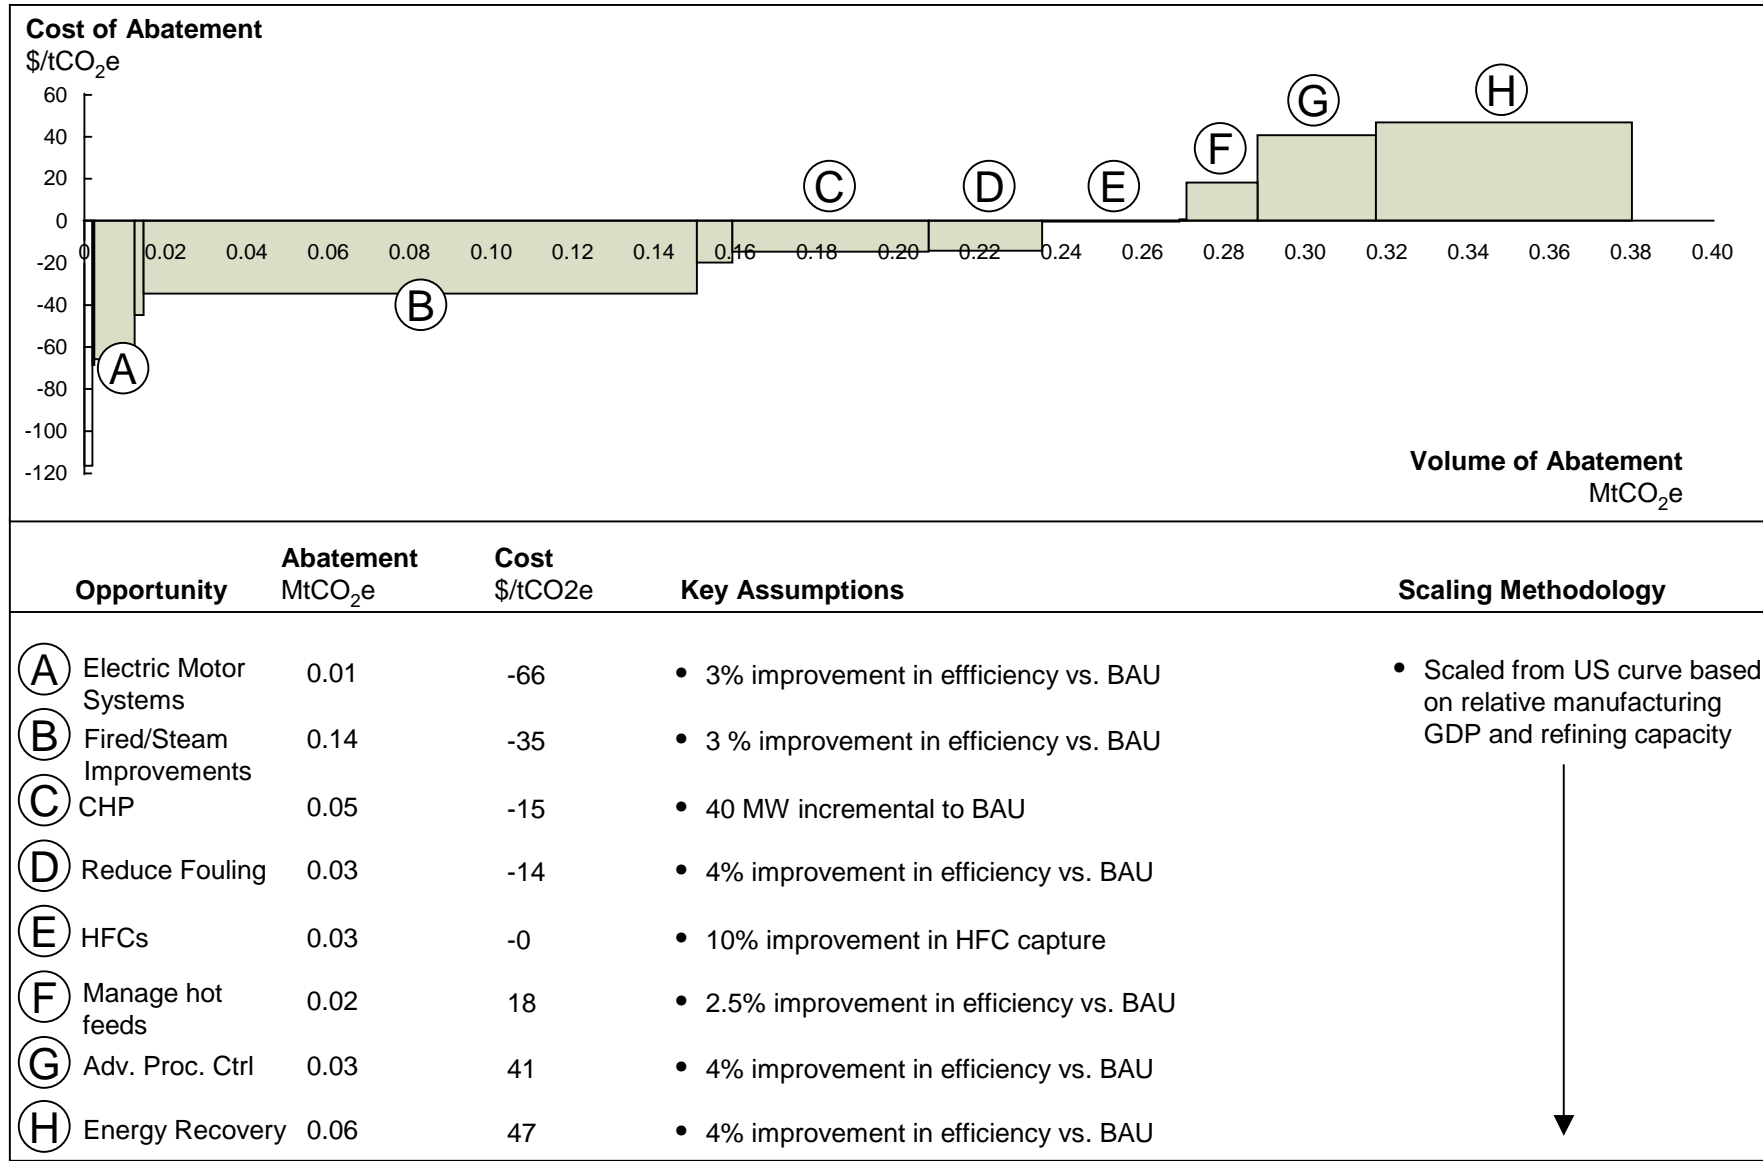 Cost of Abatement
$/tCO2e
60
40
20
0
-20
-40
-60
-80
-100
-120
0
0.02
0.04
0.06
0.08
0.10
0.12
0.14
0.16
0.18
0.20
0.22
0.24
0.26
0.28
0.30
0.32
0.34
0.36
0.38
0.40
A
B
C
D
E
F
G
H
Volume of Abatement
MtCO2e
Opportunity
Abatement
MtCO2e
Cost
$/tCO2e
Key Assumptions
Scaling Methodology
A
Electric Motor
Systems
0.01
-66
• 3% improvement in effficiency vs. BAU
• Scaled from US curve based
on relative manufacturing
GDP and refining capacity
B
Fired/Steam
Improvements
0.14
-35
• 3 % improvement in efficiency vs. BAU
C
CHP
0.05
-15
• 40 MW incremental to BAU
D
Reduce Fouling
0.03
-14
• 4% improvement in efficiency vs. BAU
E
HFCs
0.03
-0
• 10% improvement in HFC capture
F
Manage hot
feeds
0.02
18
• 2.5% improvement in efficiency vs. BAU
G
Adv. Proc. Ctrl
0.03
41
• 4% improvement in efficiency vs. BAU
H
Energy Recovery
0.06
47
• 4% improvement in efficiency vs. BAU